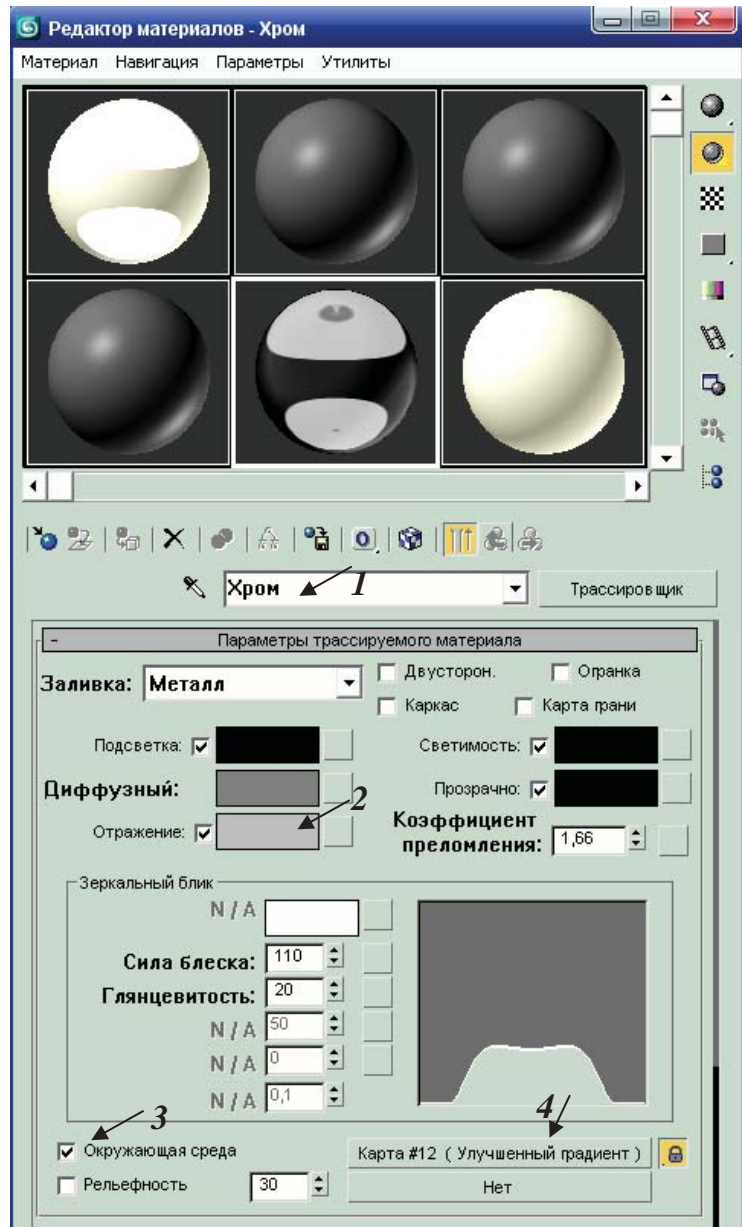 Редактор материалов - Хром
Материал Навигация Параметры Утилиты
Хром 1 Трассировщик
- Параметры трассируемого материала
Заливка: Металл Двусторон. Огранка
Каркас Карта грани
Подсветка: Светимость:
Диффузный: Прозрачно:
2
Отражение: Коэффициент преломления: 1,66
Зеркальный блик
N / A
Сила блеска: 110
Глянцевитость: 20
N / A 50
N / A 0
N / A 0,1
3 4
Окружающая среда Карта #12 ( Улучшенный градиент )
Рельефность 30 Нет